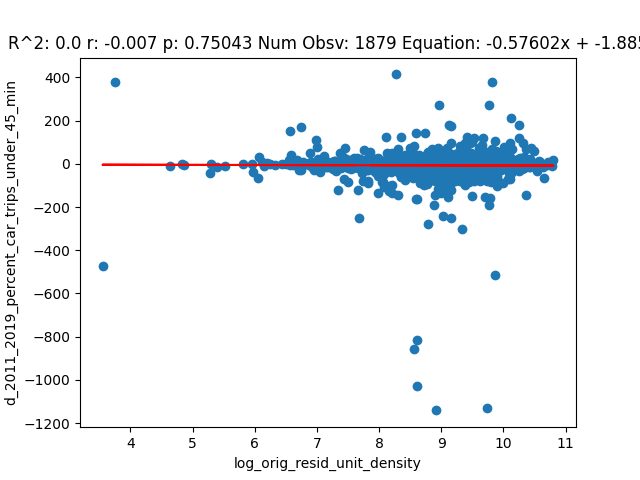 R^2: 0.0 r: -0.007 p: 0.75043 Num Obsv: 1879 Equation: -0.57602x + -1.885
d_2011_2019_percent_car_trips_under_45_min
400
200
0
−200
−400
−600
−800
−1000
−1200
4 5 6 7 8 9 10 11
log_orig_resid_unit_density